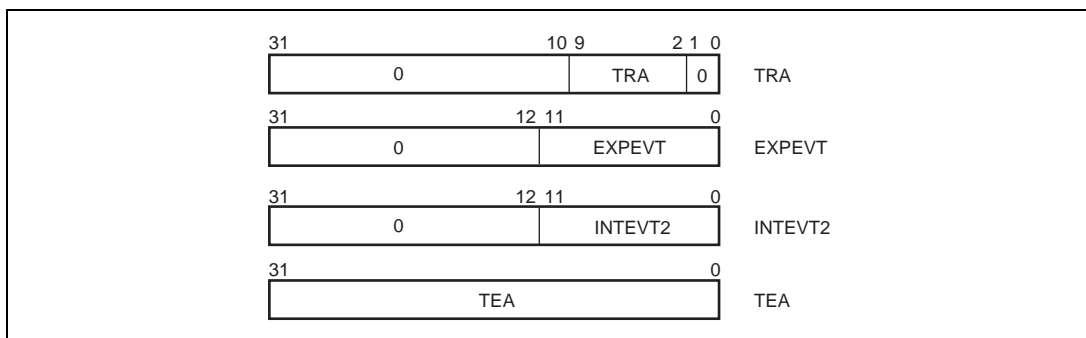 31 10 9 2 1 0
0 TRA 0 TRA
31 12 11 0
0 EXPEVT EXPEVT
31 12 11 0
0 INTEVT2 INTEVT2
31 0
TEA TEA